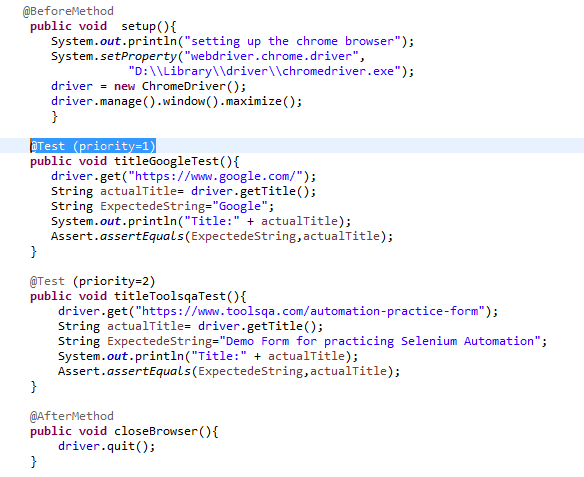 @BeforeMethod
public void  setup(){
System.out.println("setting up the chrome browser");
System.setProperty("webdriver.chrome.driver",
"D:\\Library\\driver\\chromedriver.exe");
driver = new ChromeDriver();
driver.manage().window().maximize();
}
@Test (priority=1)
public void titleGoogleTest(){
driver.get("https://www.google.com/");
String actualTitle= driver.getTitle();
String ExpectedeString="Google";
System.out.println("Title:" + actualTitle);
Assert.assertEquals(ExpectedeString,actualTitle);
}
@Test (priority=2)
public void titleToolsqaTest(){
driver.get("https://www.toolsqa.com/automation-practice-form");
String actualTitle= driver.getTitle();
String ExpectedeString="Demo Form for practicing Selenium Automation";
System.out.println("Title:" + actualTitle);
Assert.assertEquals(ExpectedeString,actualTitle);
}
@AfterMethod
public void closeBrowser(){
driver.quit();
}